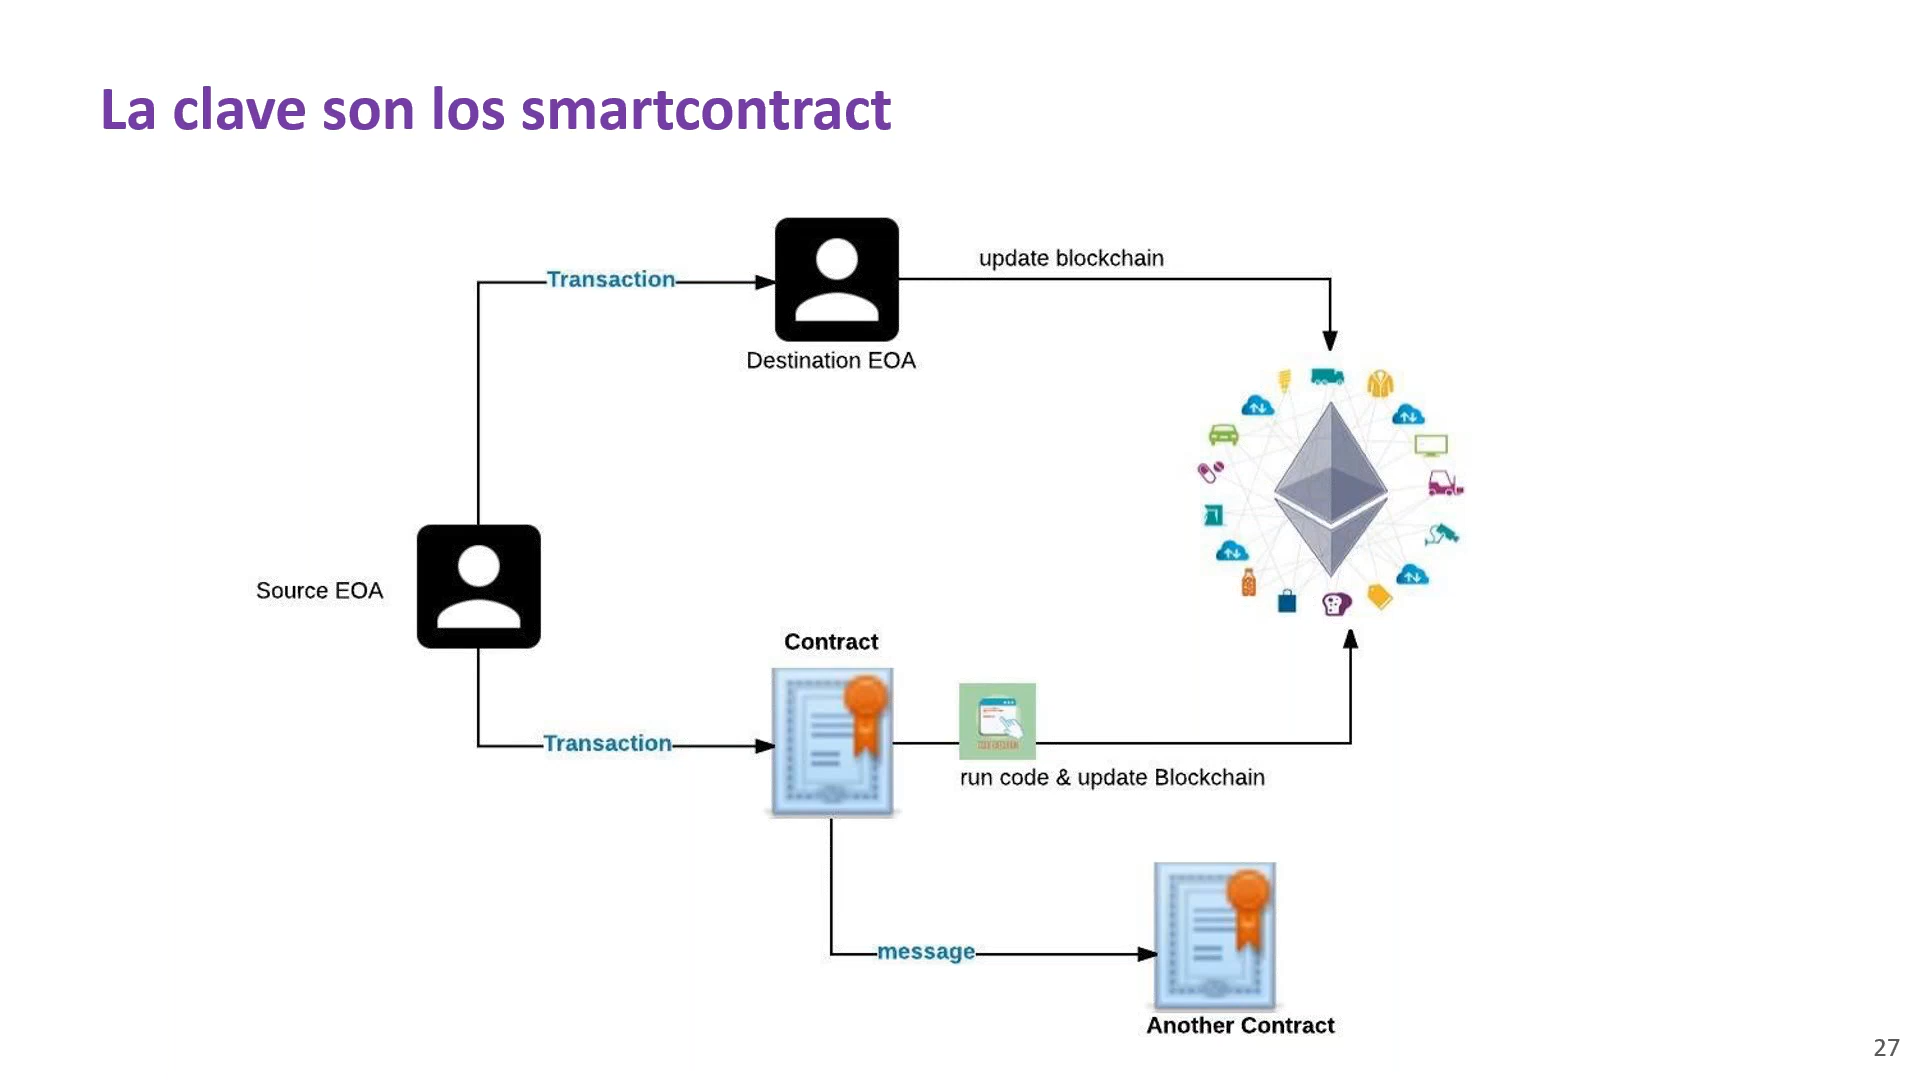 La clave son los smartcontract
update blockchain
Transaction
Destination EOA
Source EOA
Contract
Transaction
run code & update Blockchain
message
Another Contract
27